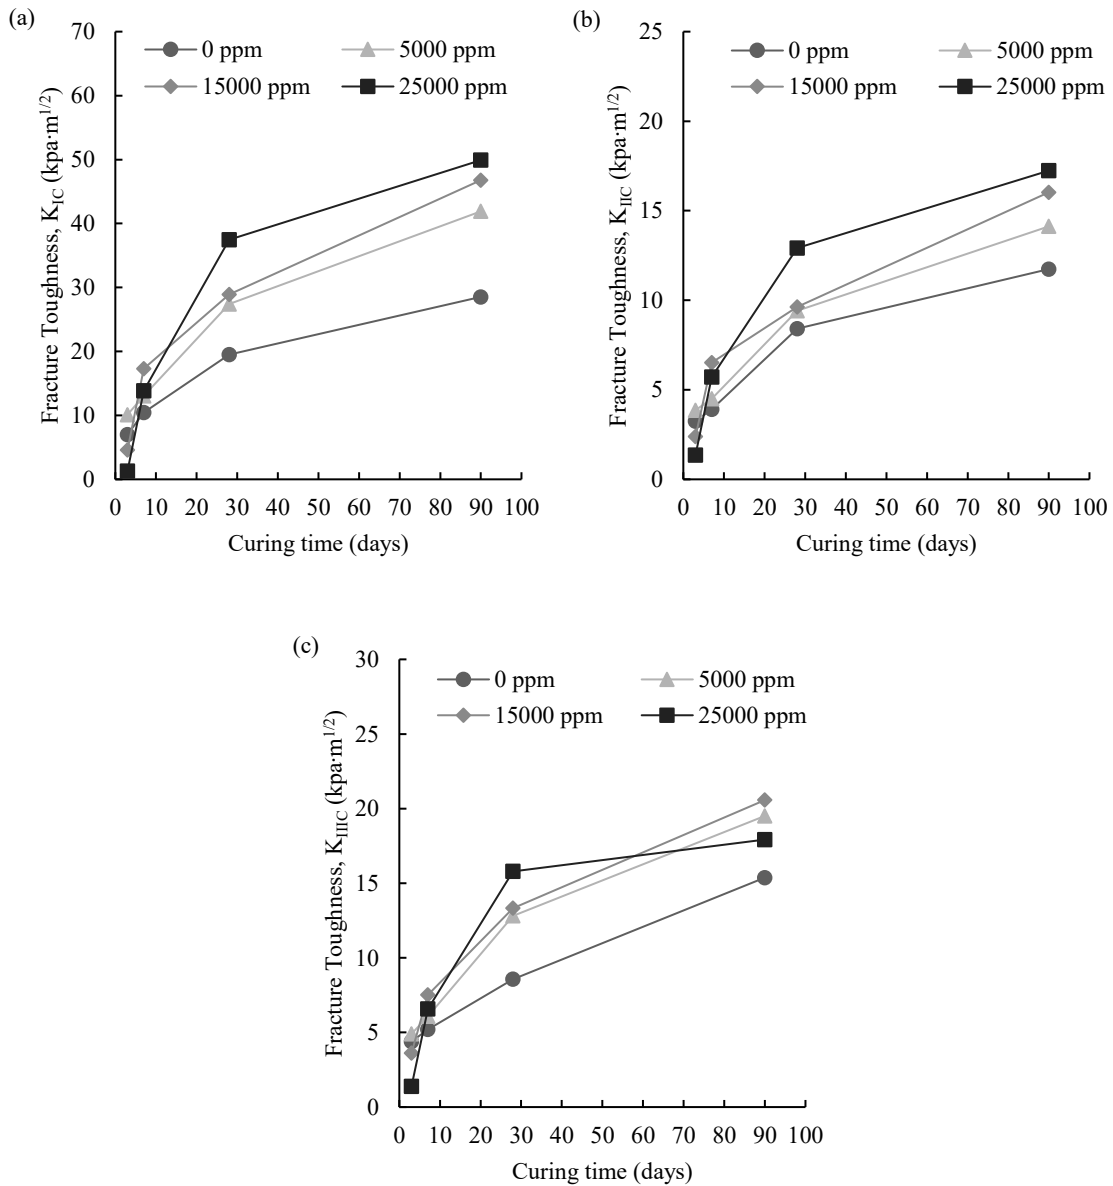 (a)
70
60
50
40
30
20
10
0
Fracture Toughness, K_IC (kpa·m^1/2)
0 ppm 5000 ppm
15000 ppm 25000 ppm
0 10 20 30 40 50 60 70 80 90 100
Curing time (days)
(b)
25
20
15
10
5
0
Fracture Toughness, K_IIC (kpa·m^1/2)
0 ppm 5000 ppm
15000 ppm 25000 ppm
0 10 20 30 40 50 60 70 80 90 100
Curing time (days)
(c)
30
25
20
15
10
5
0
Fracture Toughness, K_IIIC (kpa·m^1/2)
0 ppm 5000 ppm
15000 ppm 25000 ppm
0 10 20 30 40 50 60 70 80 90 100
Curing time (days)